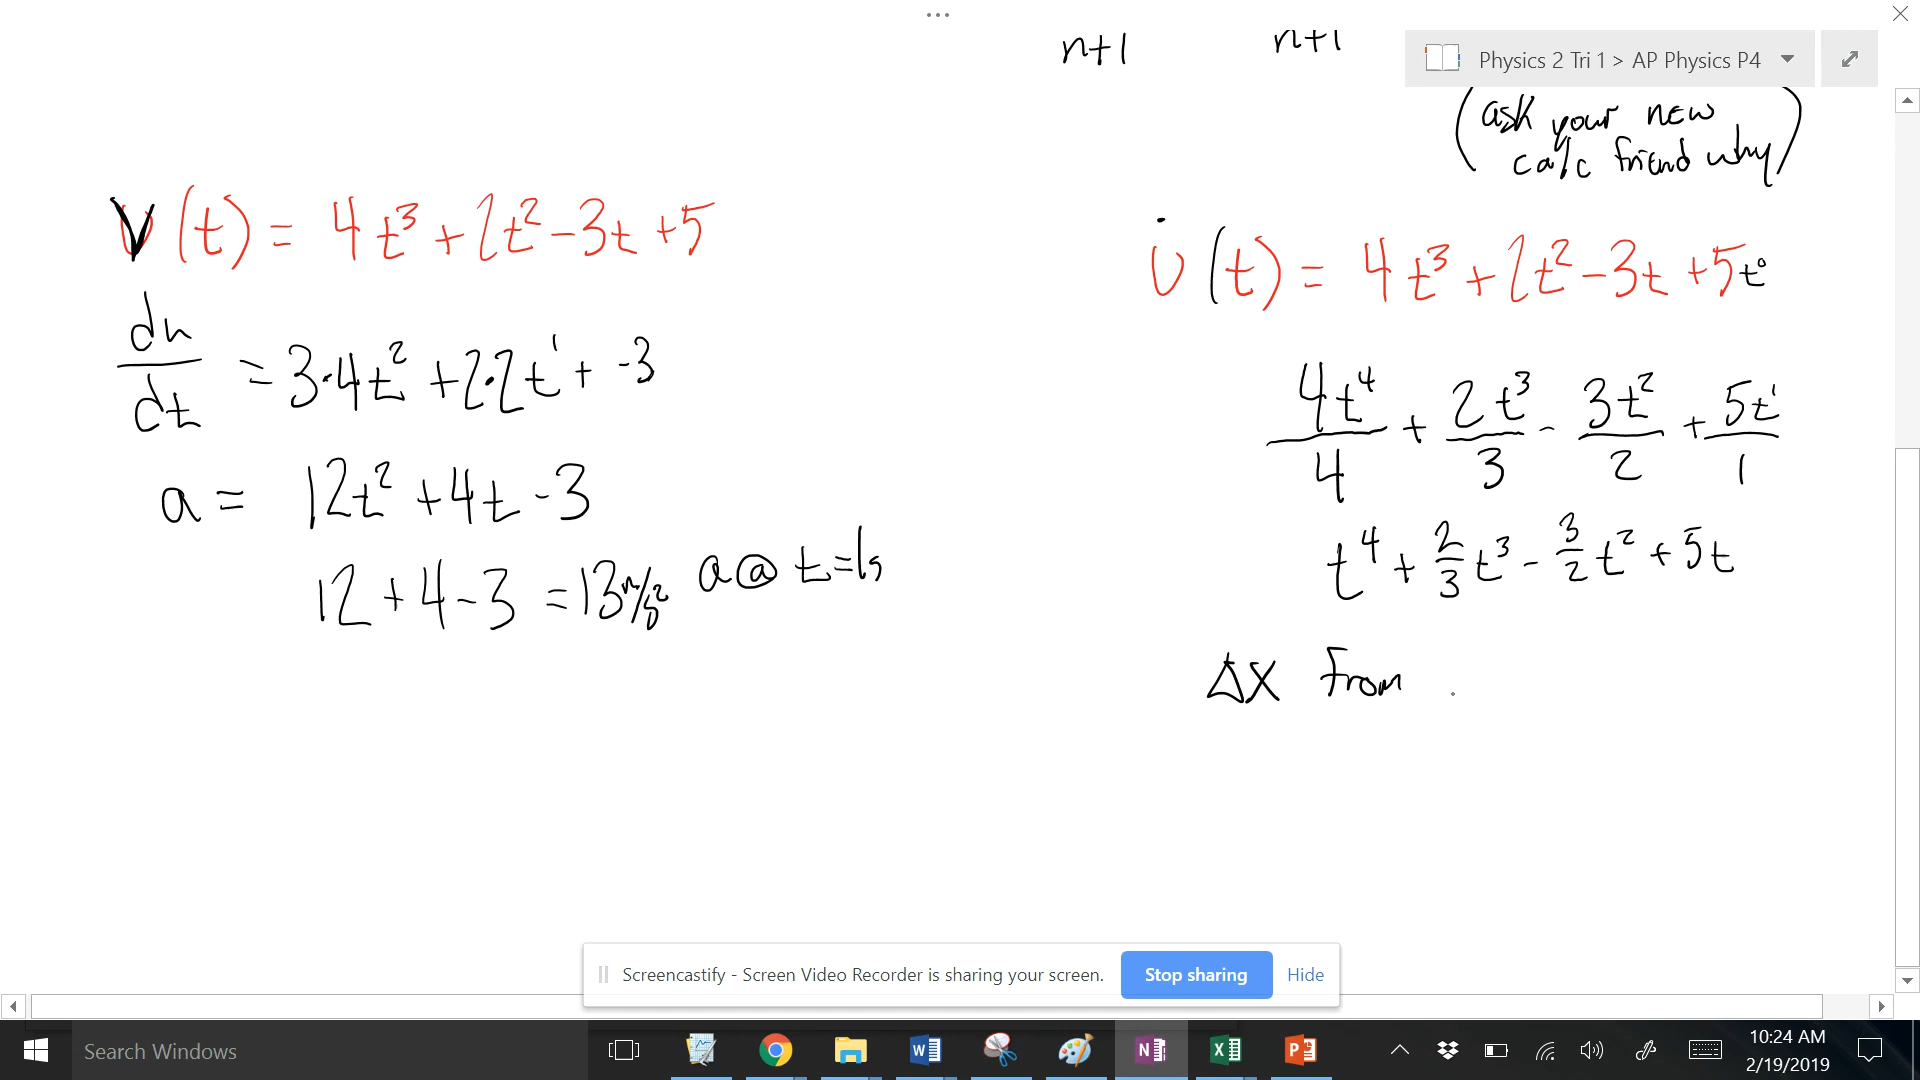 n+1 n+1
Physics 2 Tri 1 > AP Physics P4
(ask your new
calc friend why)
V(t) = 4t³ + 2t² - 3t + 5
du/dt = 3·4t² + 2·2t¹ + -3
a = 12t² + 4t - 3
12 + 4 - 3 = 13 m/s² a @ t = 1s
v(t) = 4t³ + 2t² - 3t + 5t⁰
4t⁴/4 + 2t³/3 - 3t²/2 + 5t¹/1
t⁴ + 2/3 t³ - 3/2 t² + 5t
ΔX From
Screencastify - Screen Video Recorder is sharing your screen. Stop sharing Hide
Search Windows
10:24 AM
2/19/2019